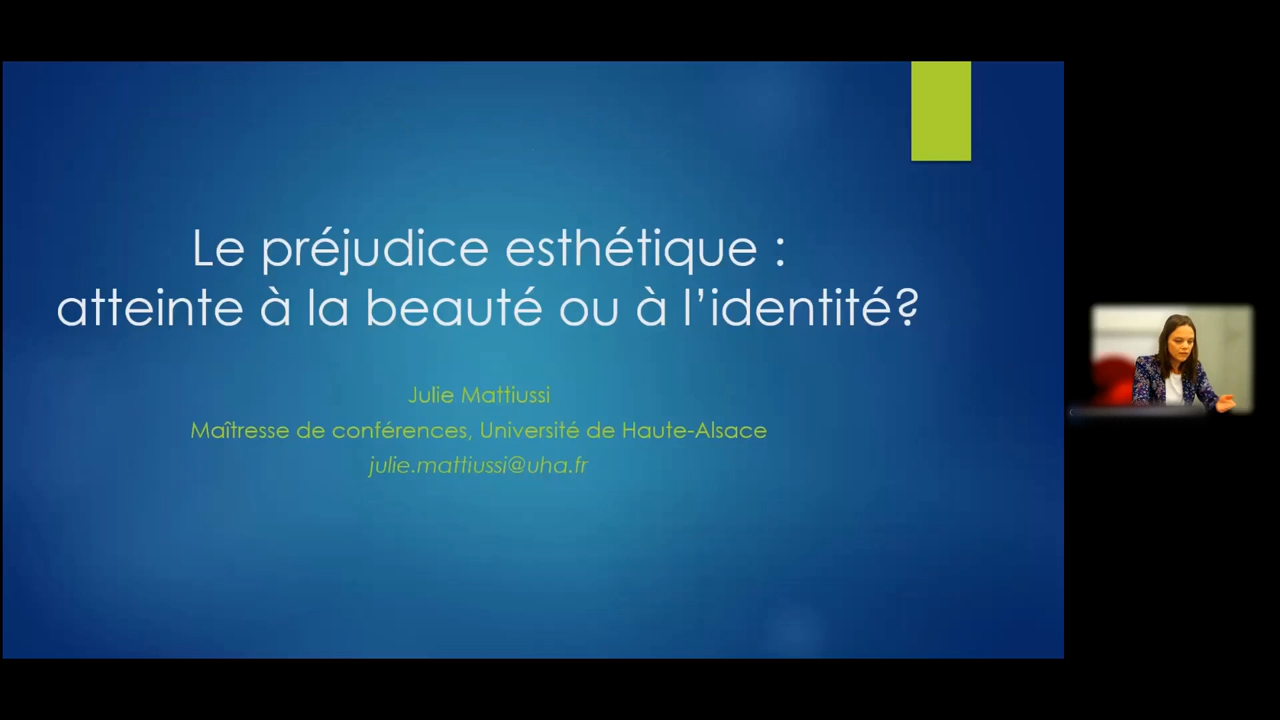 Le préjudice esthétique :
atteinte à la beauté ou à l’identité?
Julie Mattiussi
Maîtresse de conférences, Université de Haute-Alsace
julie.mattiussi@uha.fr